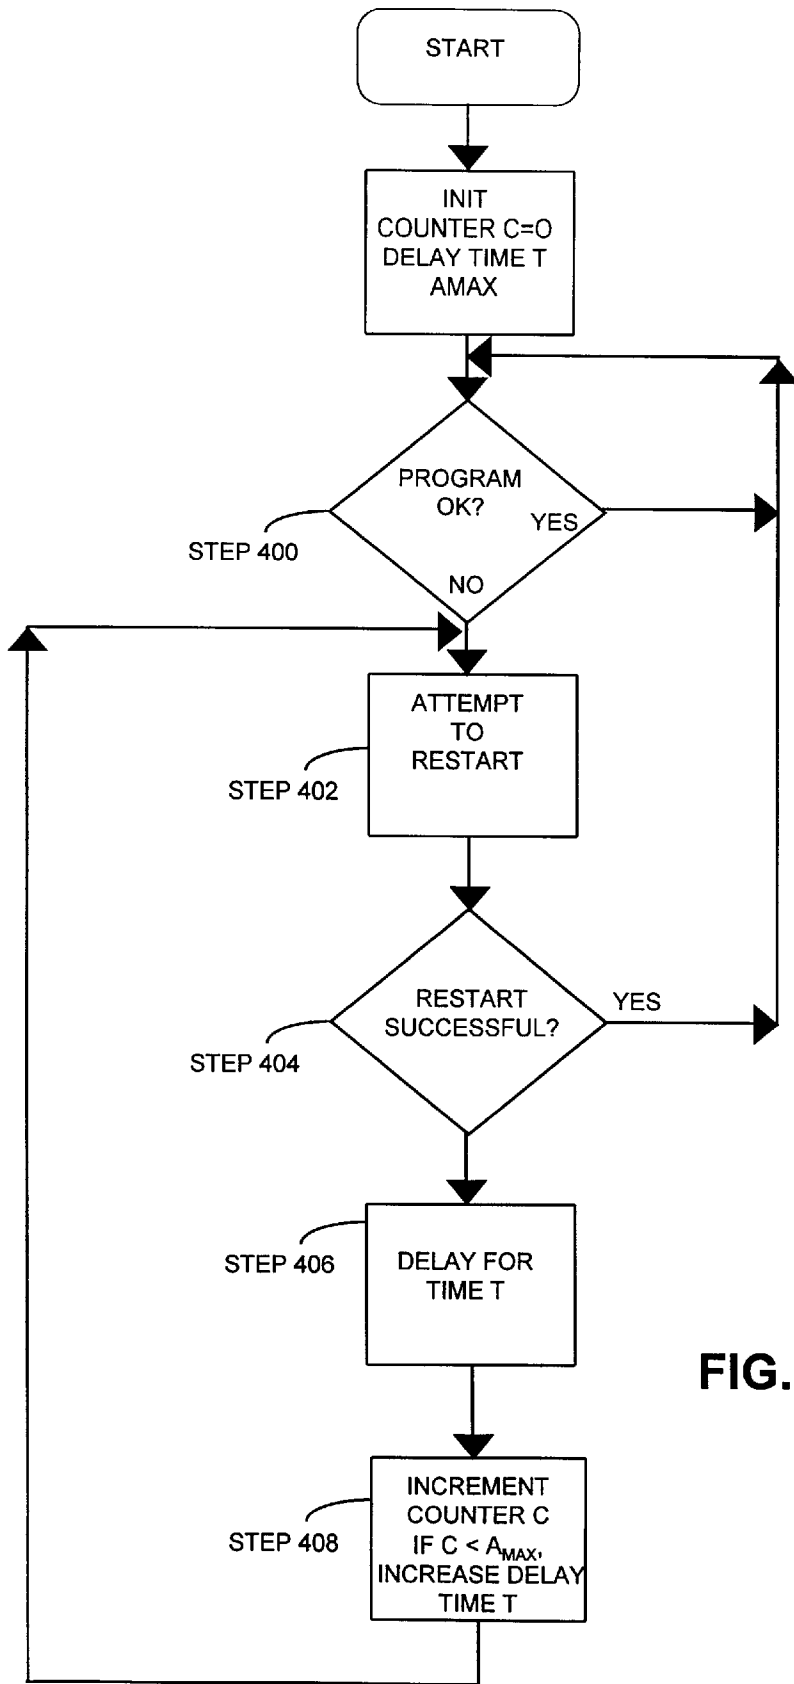 START
INIT
COUNTER C=O
DELAY TIME T
AMAX
PROGRAM
OK?
YES
STEP 400
NO
ATTEMPT
TO
RESTART
STEP 402
RESTART
SUCCESSFUL?
YES
STEP 404
STEP 406
DELAY FOR
TIME T
FIG.
INCREMENT
COUNTER C
IF C < AMAX,
INCREASE DELAY
TIME T
STEP 408